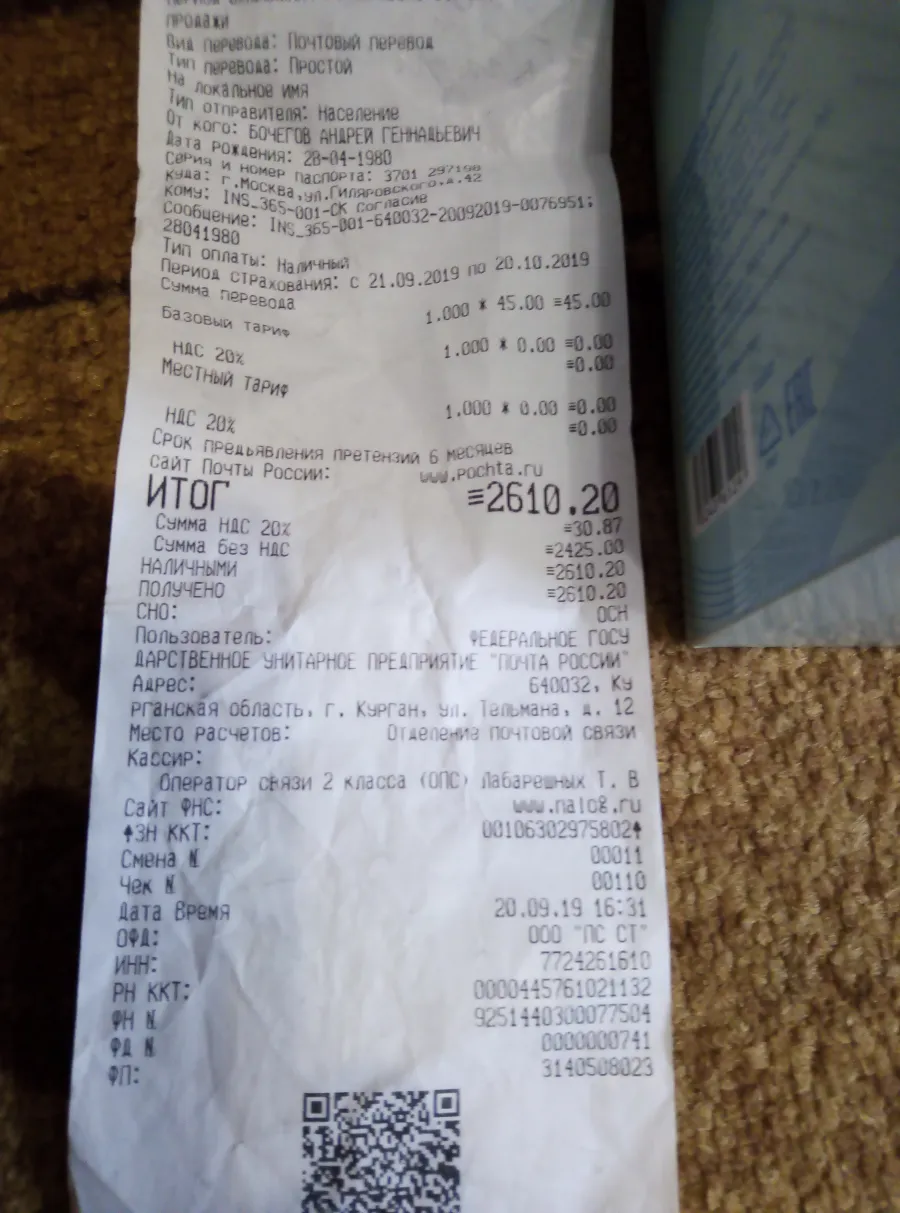 продажи
Вид перевода: Почтовый перевод
Тип перевода: Простой
На локальное имя
Тип отправителя: Население
От кого: БОЧЕГОВ АНДРЕЙ ГЕННАДЬЕВИЧ
Дата рождения: 28-04-1980
Серия и номер паспорта: 3701 297198
Куда: г.Москва,ул.Гиляровского,д.42
Кому: INS_365-001-СК Согласие
Сообщение: INS_365-001-640032-20092019-0076951;
28041980
Тип оплаты: Наличный
Период страхования: с 21.09.2019 по 20.10.2019
Сумма перевода
1.000 * 45.00 ≡45.00
Базовый тариф
1.000 * 0.00 ≡0.00
НДС 20% ≡0.00
Местный тариф
1.000 * 0.00 ≡0.00
НДС 20% ≡0.00
Срок предьявления претензий 6 месяцев
сайт Почты России: www.pochta.ru
ИТОГ ≡2610.20
Сумма НДС 20% ≡30.87
Сумма без НДС ≡2425.00
НАЛИЧНЫМИ ≡2610.20
ПОЛУЧЕНО ≡2610.20
СНО: ОСН
Пользователь: ФЕДЕРАЛЬНОЕ ГОСУ
ДАРСТВЕННОЕ УНИТАРНОЕ ПРЕДПРИЯТИЕ "ПОЧТА РОССИИ"
Адрес: 640032, Ку
рганская область, г. Курган, ул. Тельмана, д. 12
Место расчетов: Отделение почтовой связи
Кассир:
Оператор связи 2 класса (ОПС) Лабарешных Т. В
Сайт ФНС: www.nalog.ru
↑ЗН ККТ: 00106302975802↑
Смена № 00011
Чек № 00110
Дата Время 20.09.19 16:31
ОФД: ООО "ПС СТ"
ИНН: 7724261610
РН ККТ: 0000445761021132
ФН № 9251440300077504
ФД № 0000000741
ФП: 3140508023
EAC